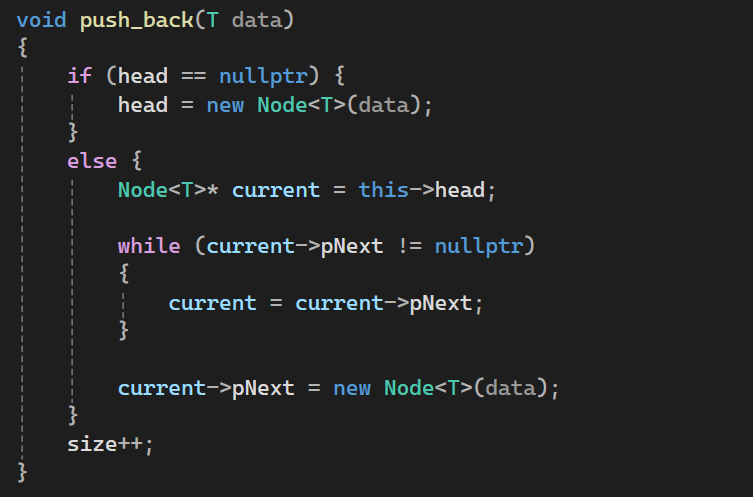 void push_back(T data)
{
    if (head == nullptr) {
        head = new Node<T>(data);
    }
    else {
        Node<T>* current = this->head;

        while (current->pNext != nullptr)
        {
            current = current->pNext;
        }

        current->pNext = new Node<T>(data);
    }
    size++;
}